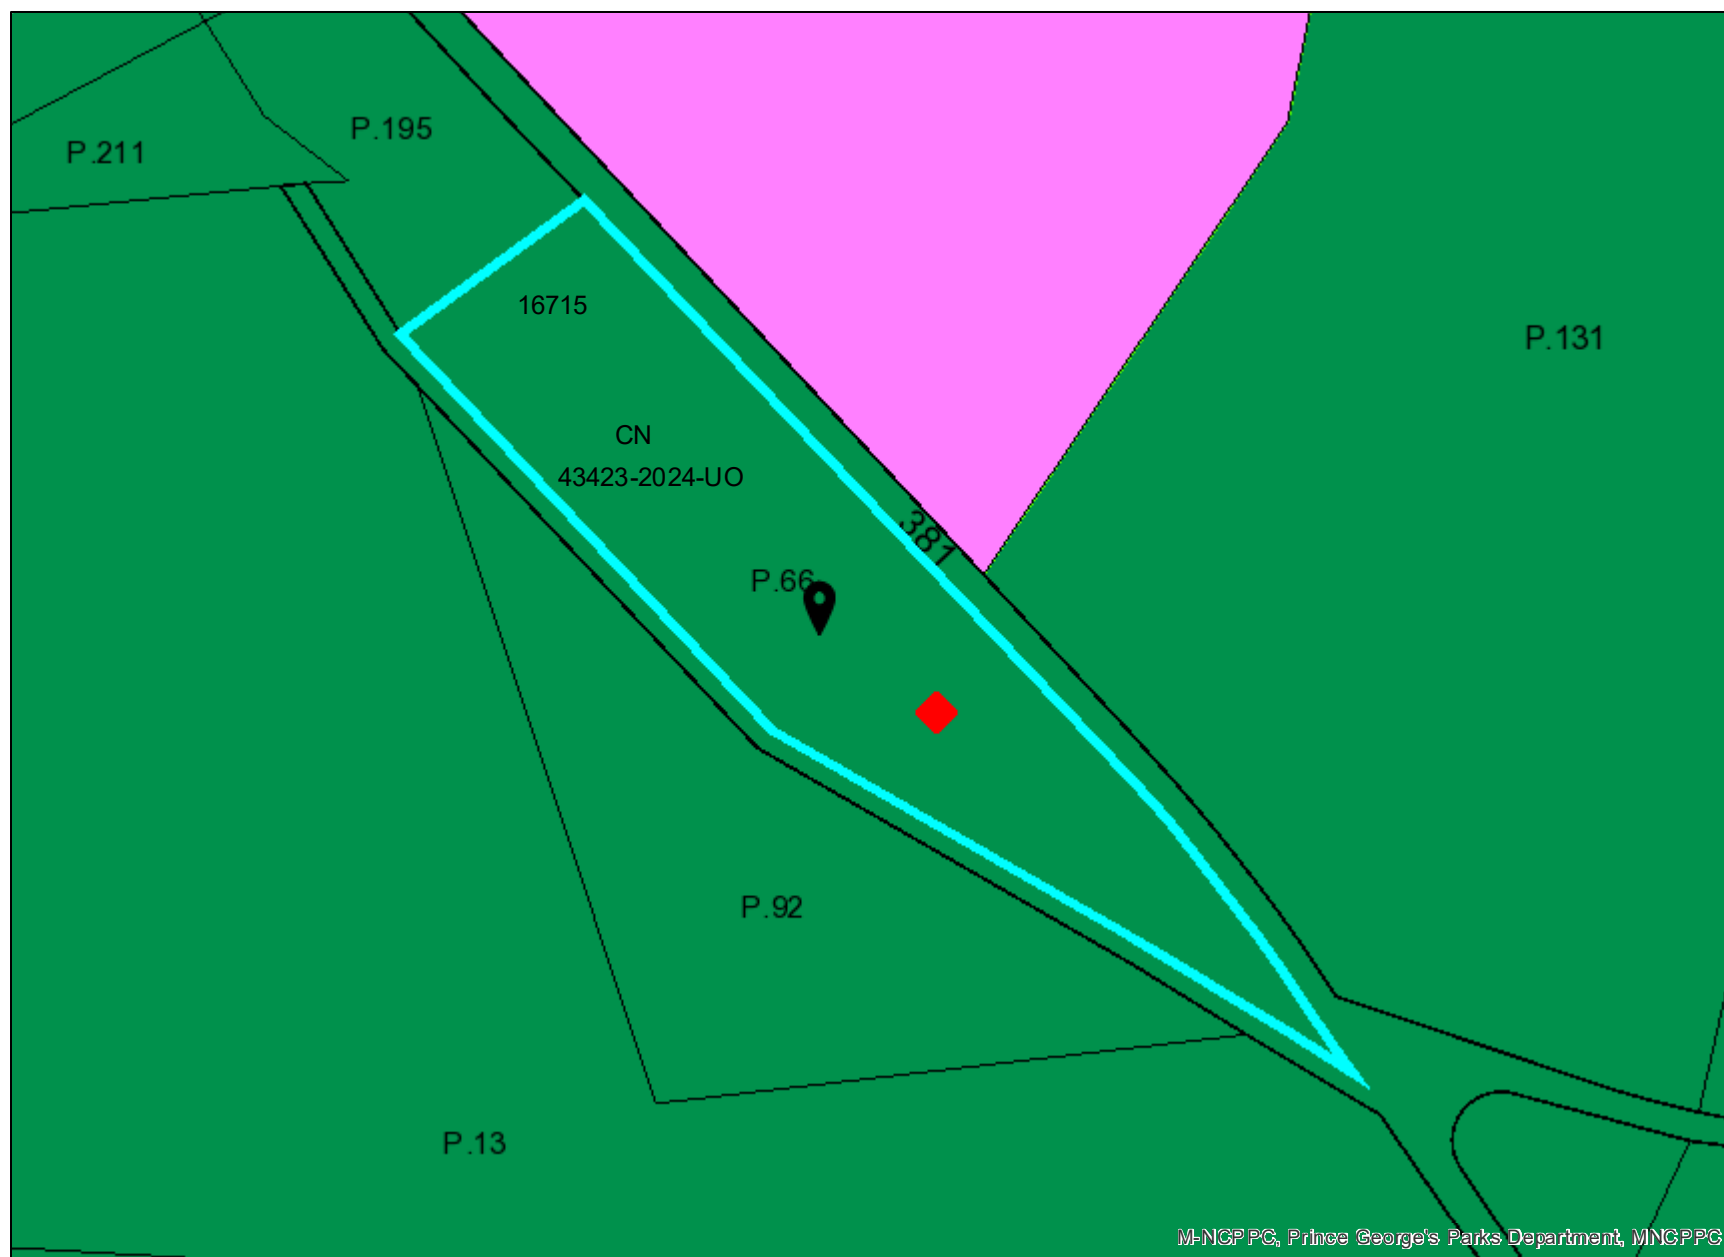 P.195
P.211
16715
P.131
CN
43423-2024-UO
381
P.66
P.92
P.13
M-NCPPC, Prince George's Parks Department, MNCPPC